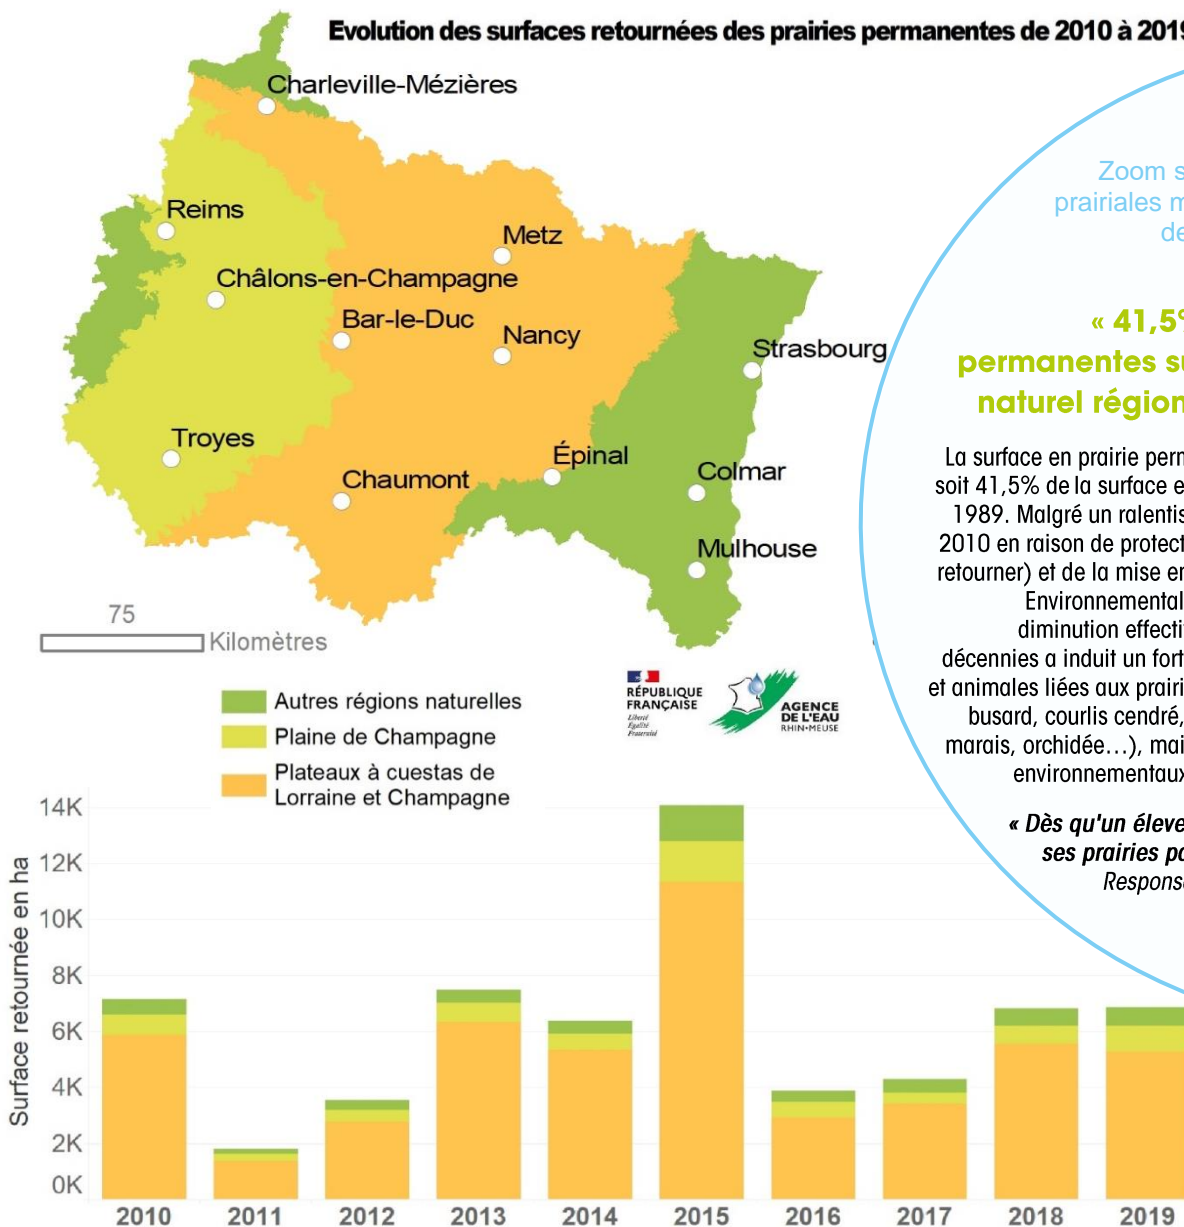 Evolution des surfaces retournées des prairies permanentes de 2010 à 2019
Charleville-Mézières
Reims
Metz
Châlons-en-Champagne
Bar-le-Duc
Nancy
Strasbourg
Troyes
Épinal
Chaumont
Colmar
Mulhouse
75
Kilomètres
Autres régions naturelles
Plaine de Champagne
Plateaux à cuestas de
Lorraine et Champagne
RÉPUBLIQUE
FRANÇAISE
Liberté
Égalité
Fraternité
AGENCE
DE L'EAU
RHIN•MEUSE
Zoom s
prairiales m
de
« 41,5%
permanentes su
naturel région
La surface en prairie perm
soit 41,5% de la surface e
1989. Malgré un ralentis
2010 en raison de protect
retourner) et de la mise en
Environnemental
diminution effecti
décennies a induit un fort
et animales liées aux prairi
busard, courlis cendré,
marais, orchidée…), mai
environnementaux
« Dès qu'un éleve
ses prairies pa
Responsa
Surface retournée en ha
14K
12K
10K
8K
6K
4K
2K
0K
2010 2011 2012 2013 2014 2015 2016 2017 2018 2019